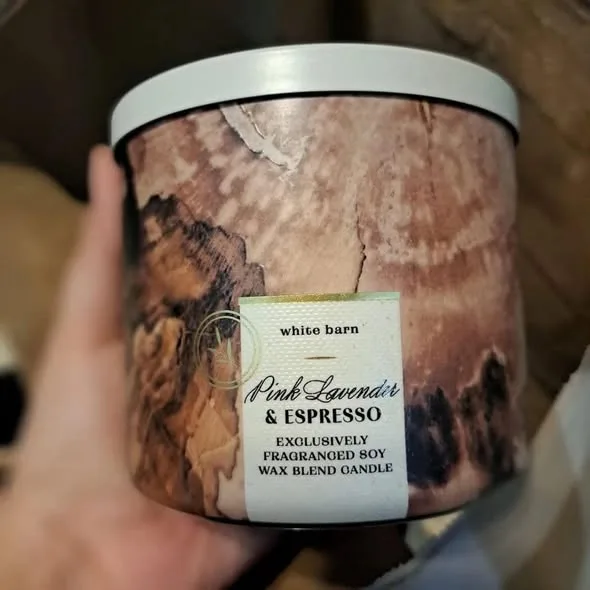 white barn
Pink Lavender
& ESPRESSO
EXCLUSIVELY
FRAGRANCED SOY
WAX BLEND CANDLE